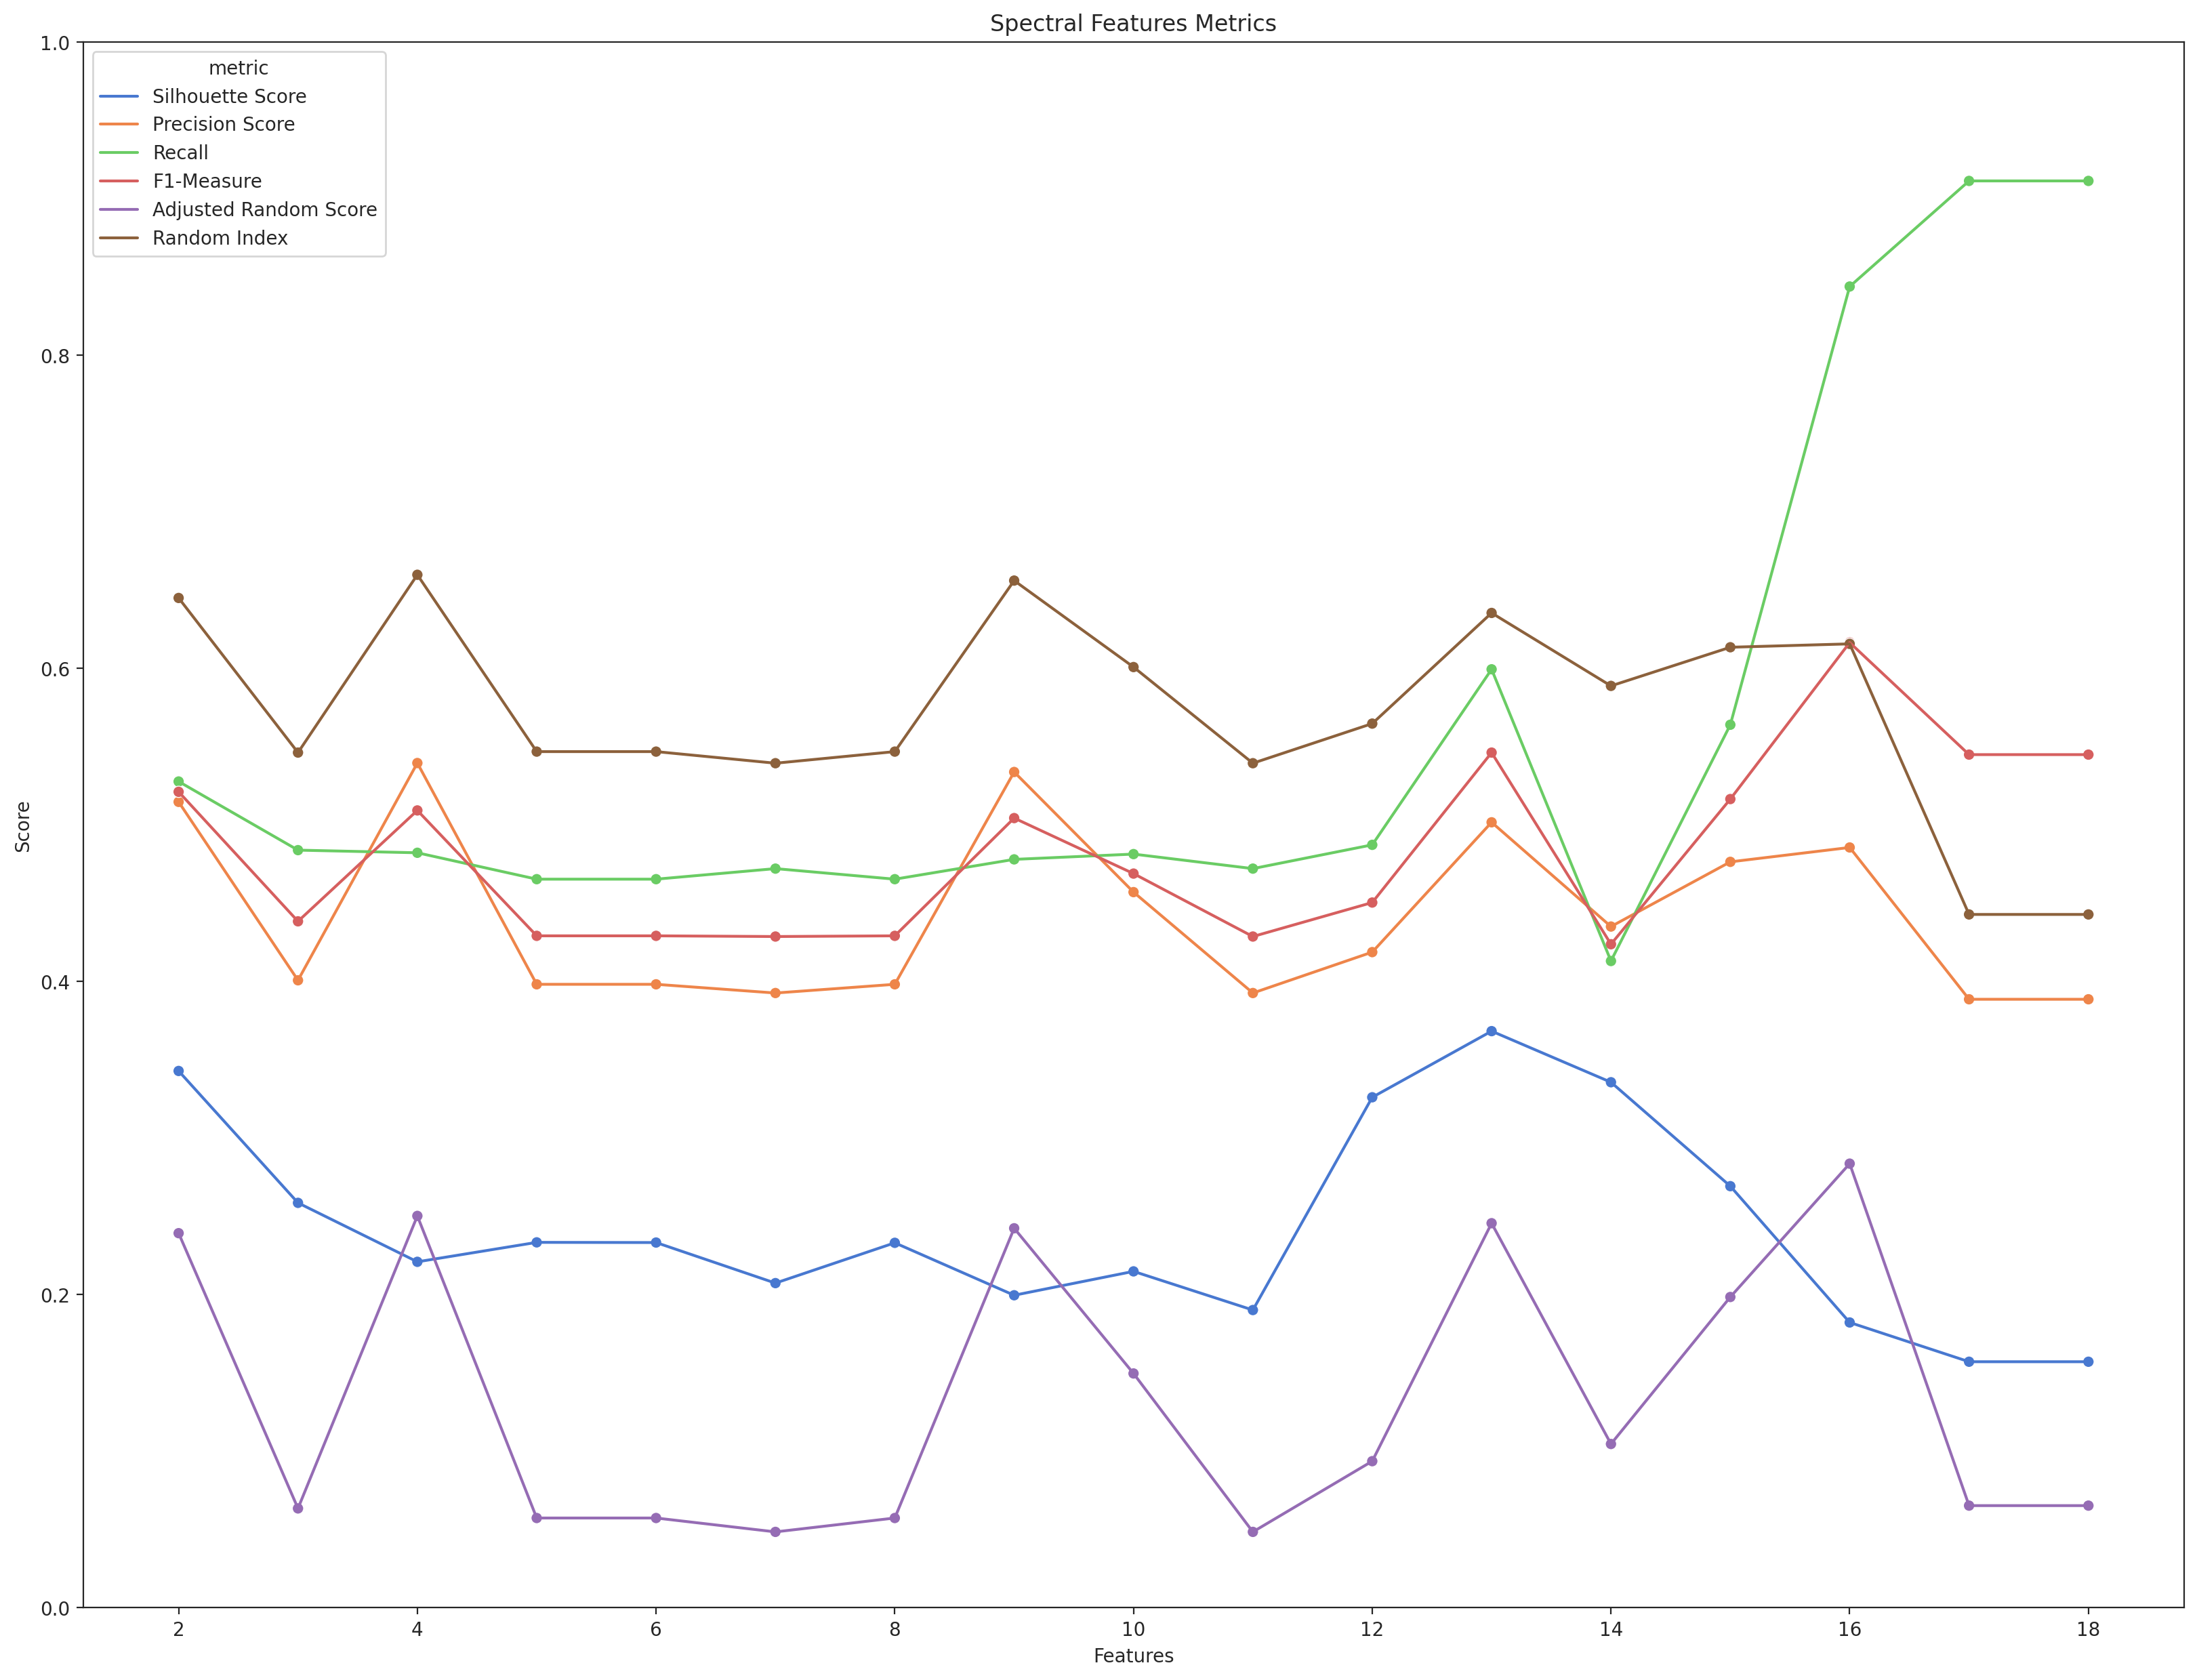 Spectral Features Metrics
1.0
metric
Silhouette Score
Precision Score
Recall
F1-Measure
Adjusted Random Score
Random Index
0.8
0.6
Score
0.4
0.2
0.0
2 4 6 8 10 12 14 16 18
Features